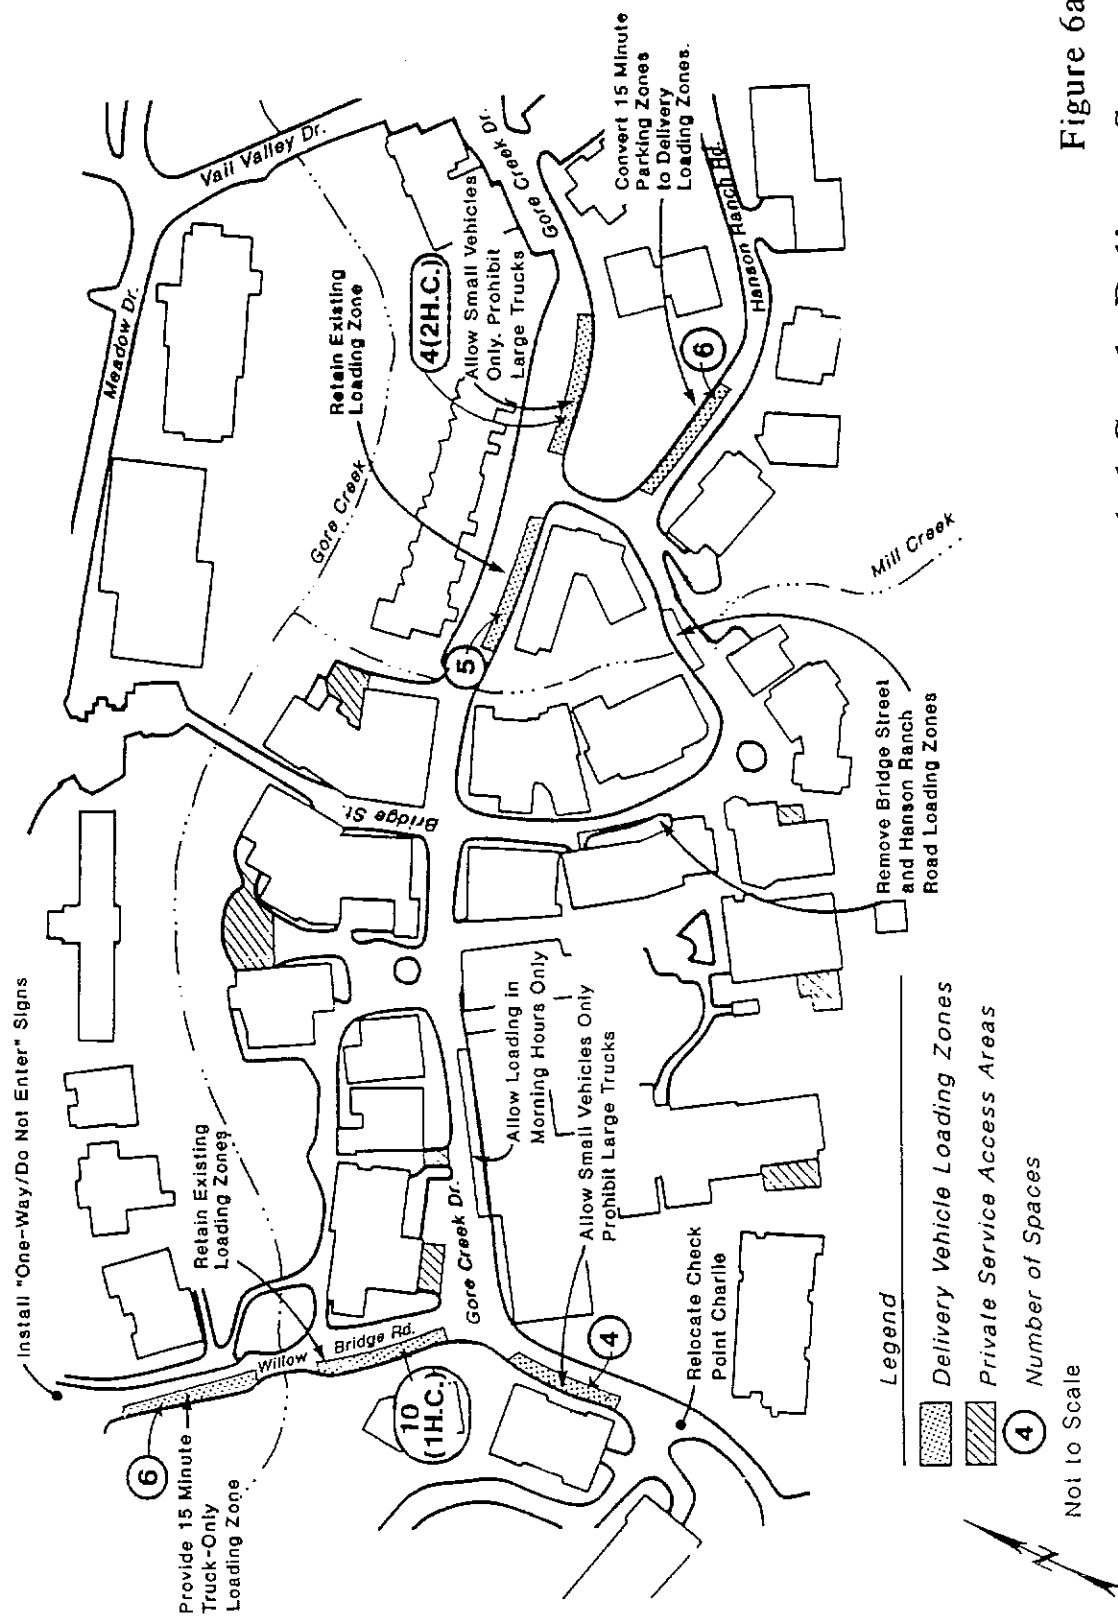 Install "One-Way/Do Not Enter" Signs
Meadow Dr.
Vail Valley Dr.
Provide 15 Minute
Truck-Only
Loading Zone
6
Retain Existing
Loading Zones
Willow Bridge Rd.
10
(1H.C.)
Gore Creek
Bridge St.
Retain Existing
Loading Zone
4(2H.C.)
Allow Small Vehicles
Only. Prohibit
Large Trucks
Gore Creek Dr.
5
Convert 15 Minute
Parking Zones
to Delivery
Loading Zones.
6
Hanson Ranch Rd.
Gore Creek Dr.
Allow Loading in
Morning Hours Only
Allow Small Vehicles Only
Prohibit Large Trucks
4
Relocate Check
Point Charlie
Mill Creek
Remove Bridge Street
and Hanson Ranch
Road Loading Zones
Legend
Delivery Vehicle Loading Zones
Private Service Access Areas
4
Number of Spaces
Not to Scale
N
Figure 6a